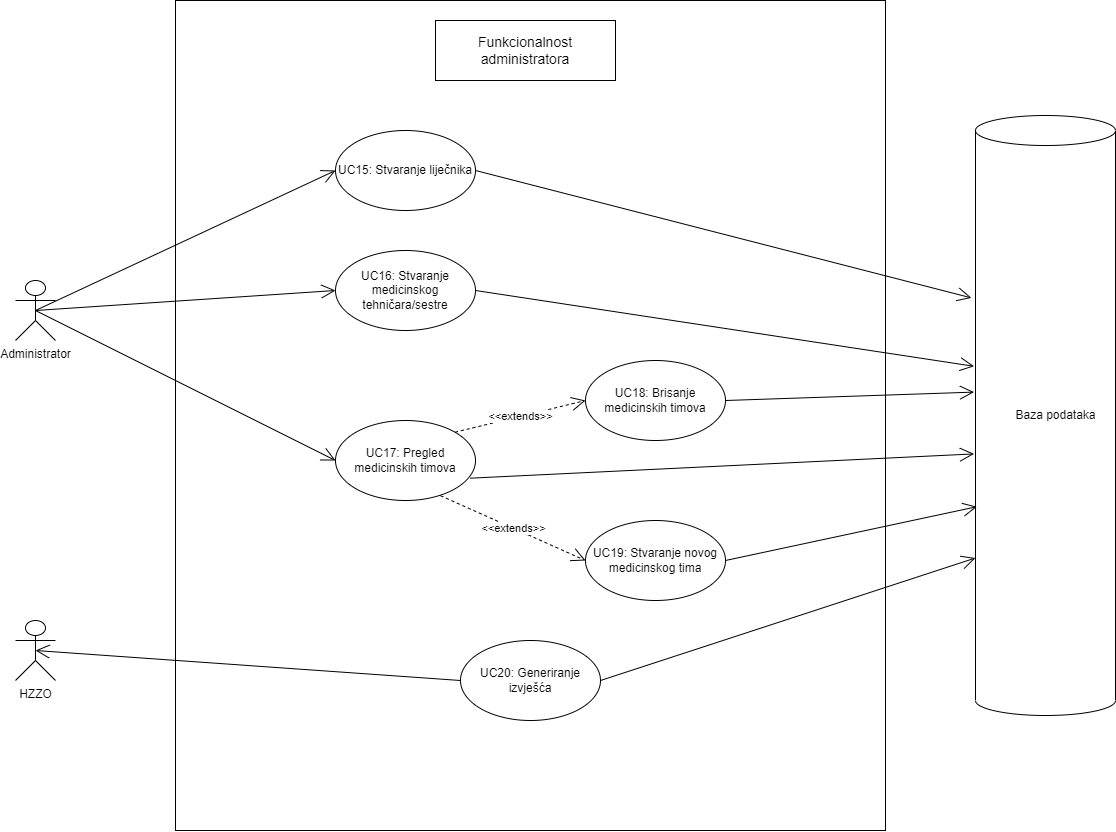 Funkcionalnost
administratora
UC15: Stvaranje liječnika
UC16: Stvaranje
medicinskog
tehničara/sestre
Administrator
UC18: Brisanje
medicinskih timova
<<extends>>
Baza podataka
UC17: Pregled
medicinskih timova
<<extends>>
UC19: Stvaranje novog
medicinskog tima
UC20: Generiranje
izvješća
HZZO